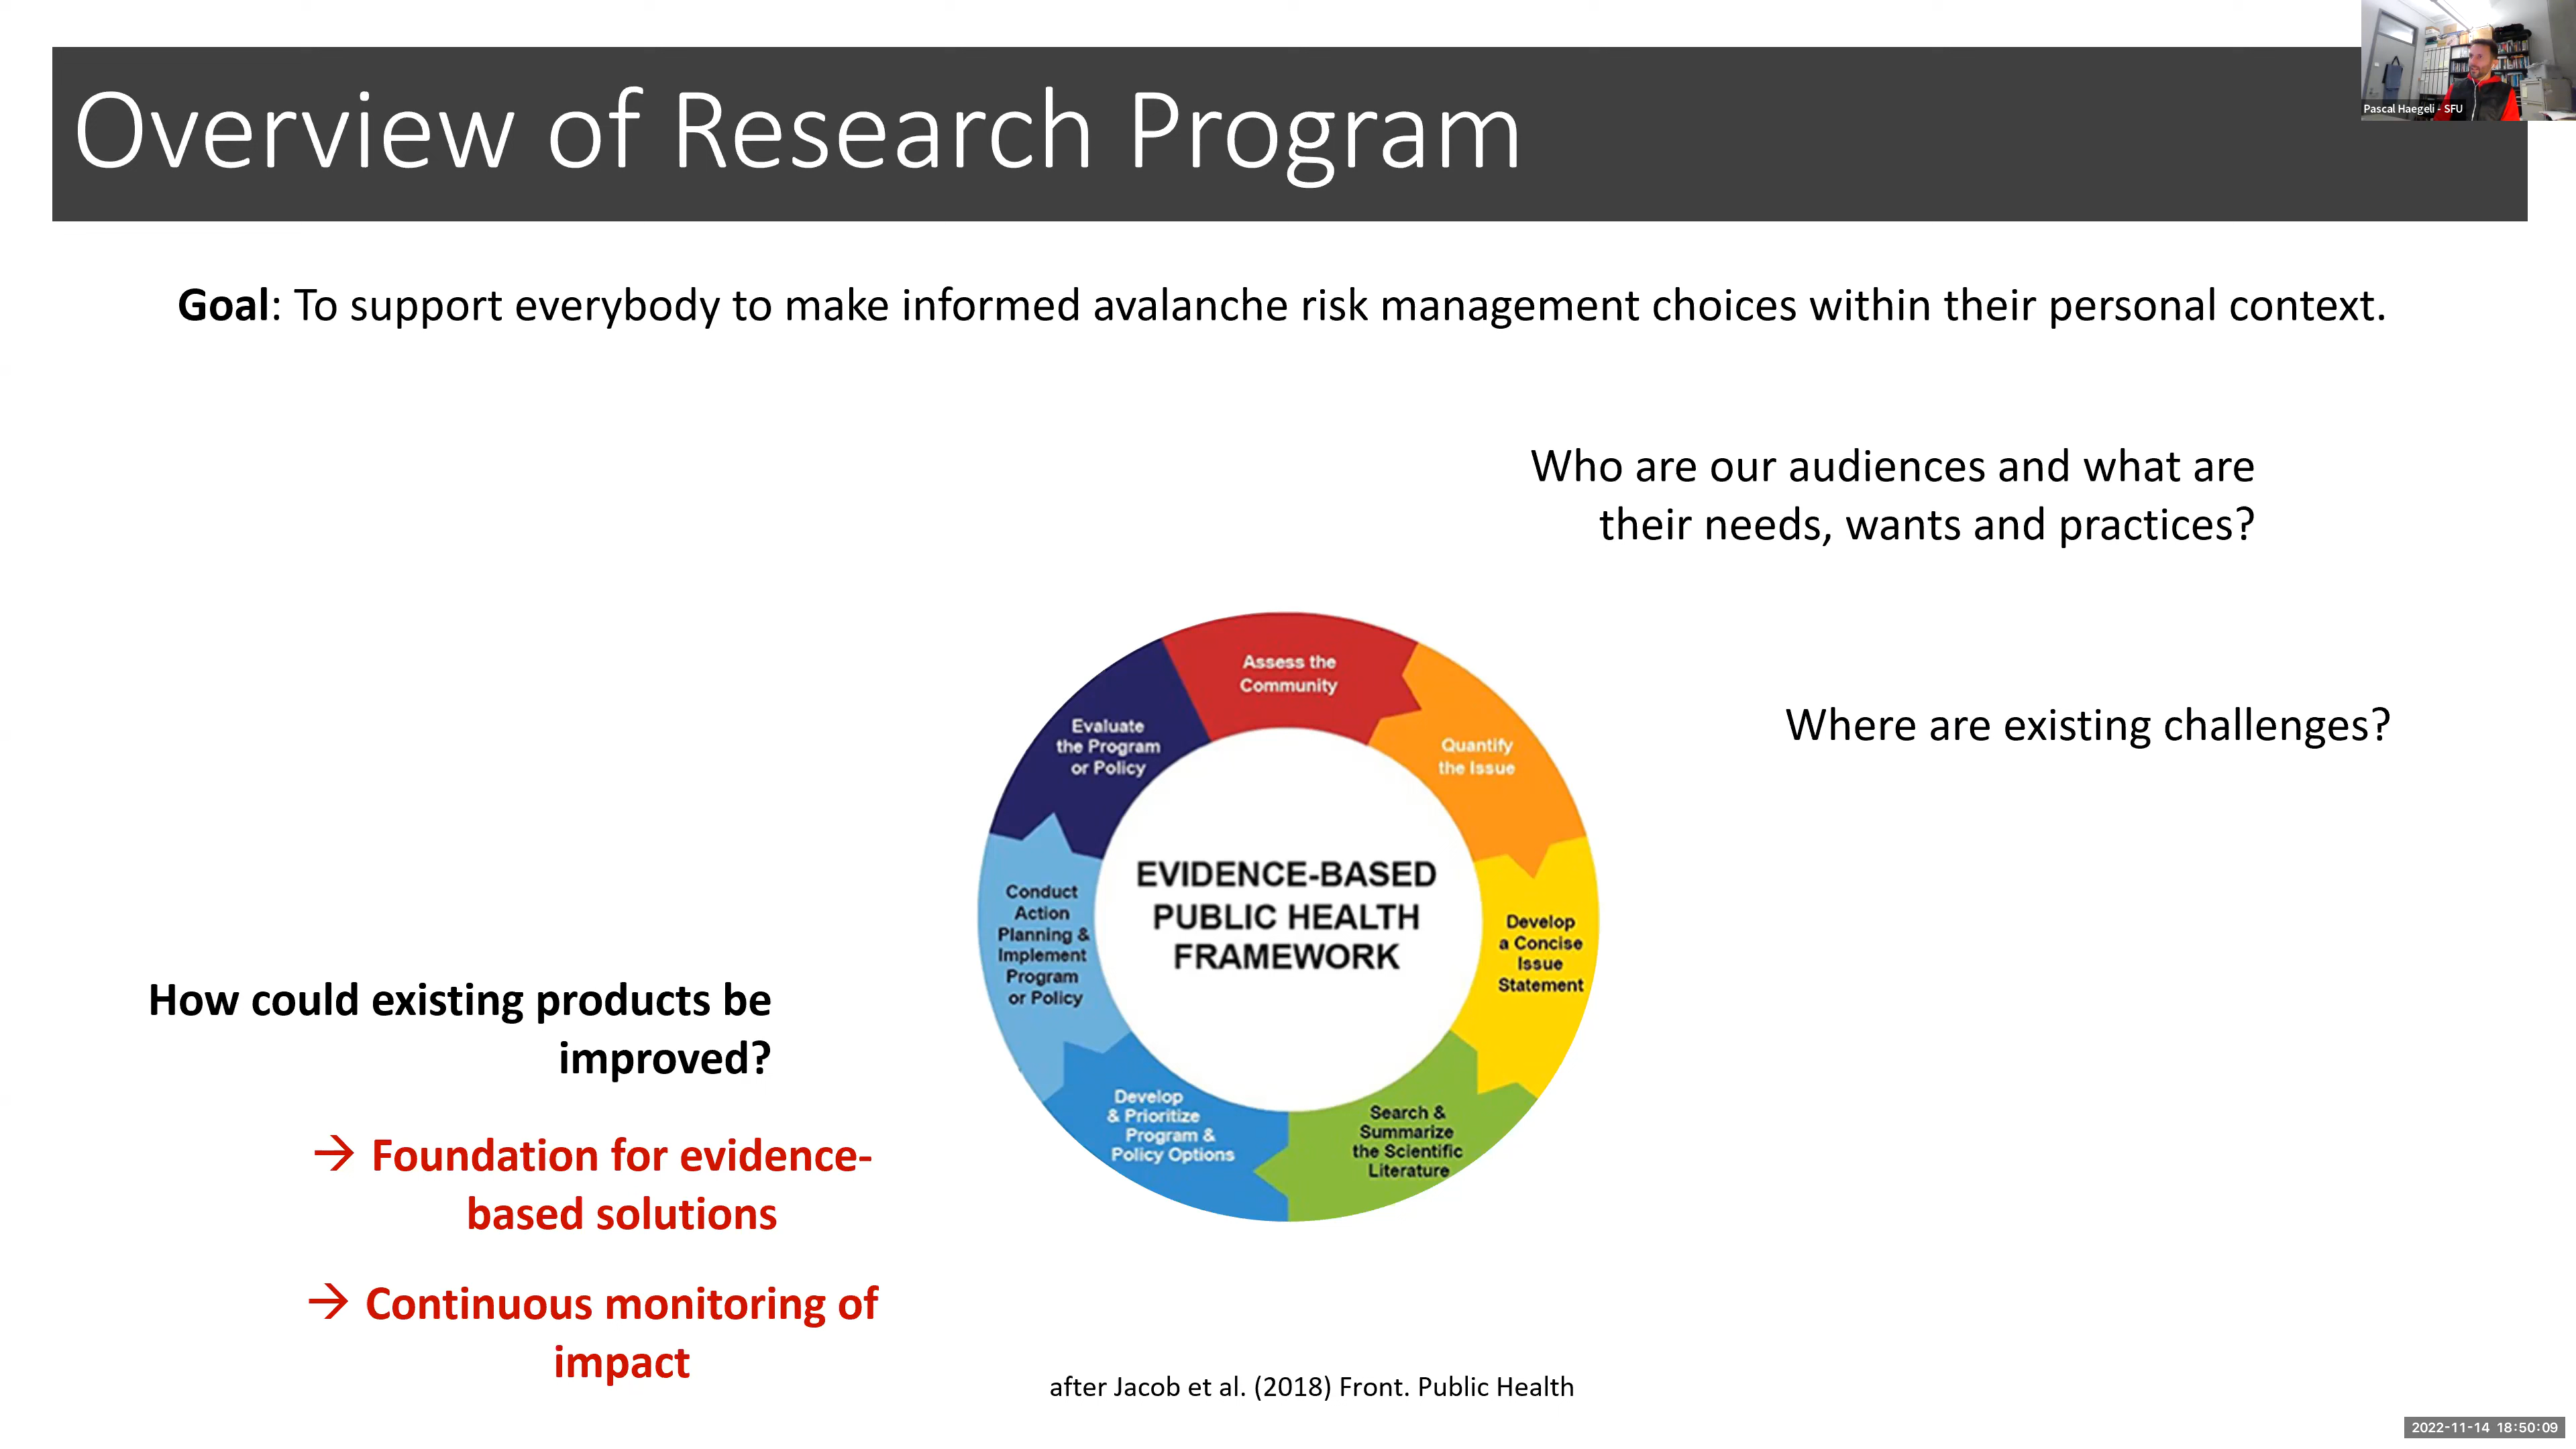 Overview of Research Program
Pascal Haegeli - SFU
Goal: To support everybody to make informed avalanche risk management choices within their personal context.
Who are our audiences and what are
their needs, wants and practices?
Where are existing challenges?
Assess the
Community
Quantify
the Issue
Develop
a Concise
Issue
Statement
Search &
Summarize
the Scientific
Literature
Develop
& Prioritize
Program &
Policy Options
Conduct
Action
Planning &
Implement
Program
or Policy
Evaluate
the Program
or Policy
EVIDENCE-BASED
PUBLIC HEALTH
FRAMEWORK
How could existing products be
improved?
→ Foundation for evidence-
based solutions
→ Continuous monitoring of
impact
after Jacob et al. (2018) Front. Public Health
2022-11-14 18:50:09